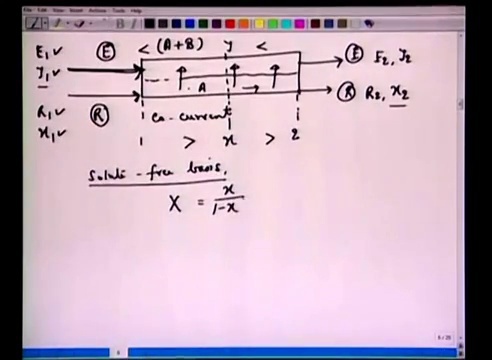 E₁ ✓ (E) < (A+B) y < (E) E₂, y₂
y₁ ✓
A
R₁ ✓ (R) Co-current (R) R₂, x₂
x₁ ✓
1 > x > 2
Solute-free basis,
X = x/(1-x)